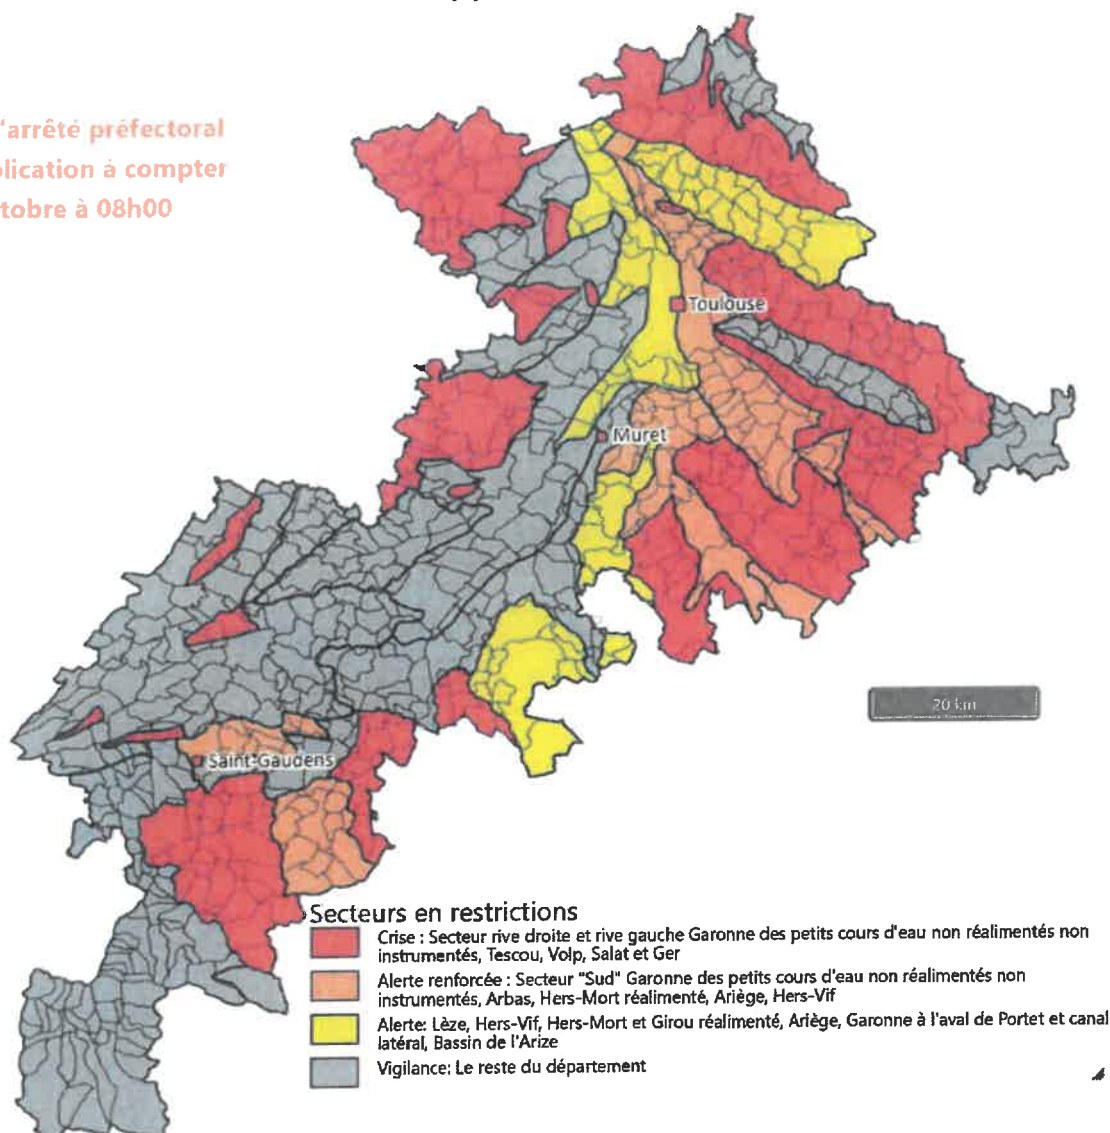 'arrêté préfectoral
lication à compter
tobre à 08h00
Toulouse
Muret
20 km
Saint-Gaudens
Secteurs en restrictions
Crise : Secteur rive droite et rive gauche Garonne des petits cours d'eau non réalimentés non
instrumentés, Tescou, Volp, Salat et Ger
Alerte renforcée : Secteur "Sud" Garonne des petits cours d'eau non réalimentés non
instrumentés, Arbas, Hers-Mort réalimenté, Ariège, Hers-Vif
Alerte: Lèze, Hers-Vif, Hers-Mort et Girou réalimenté, Ariège, Garonne à l'aval de Portet et canal
latéral, Bassin de l'Arize
Vigilance: Le reste du département